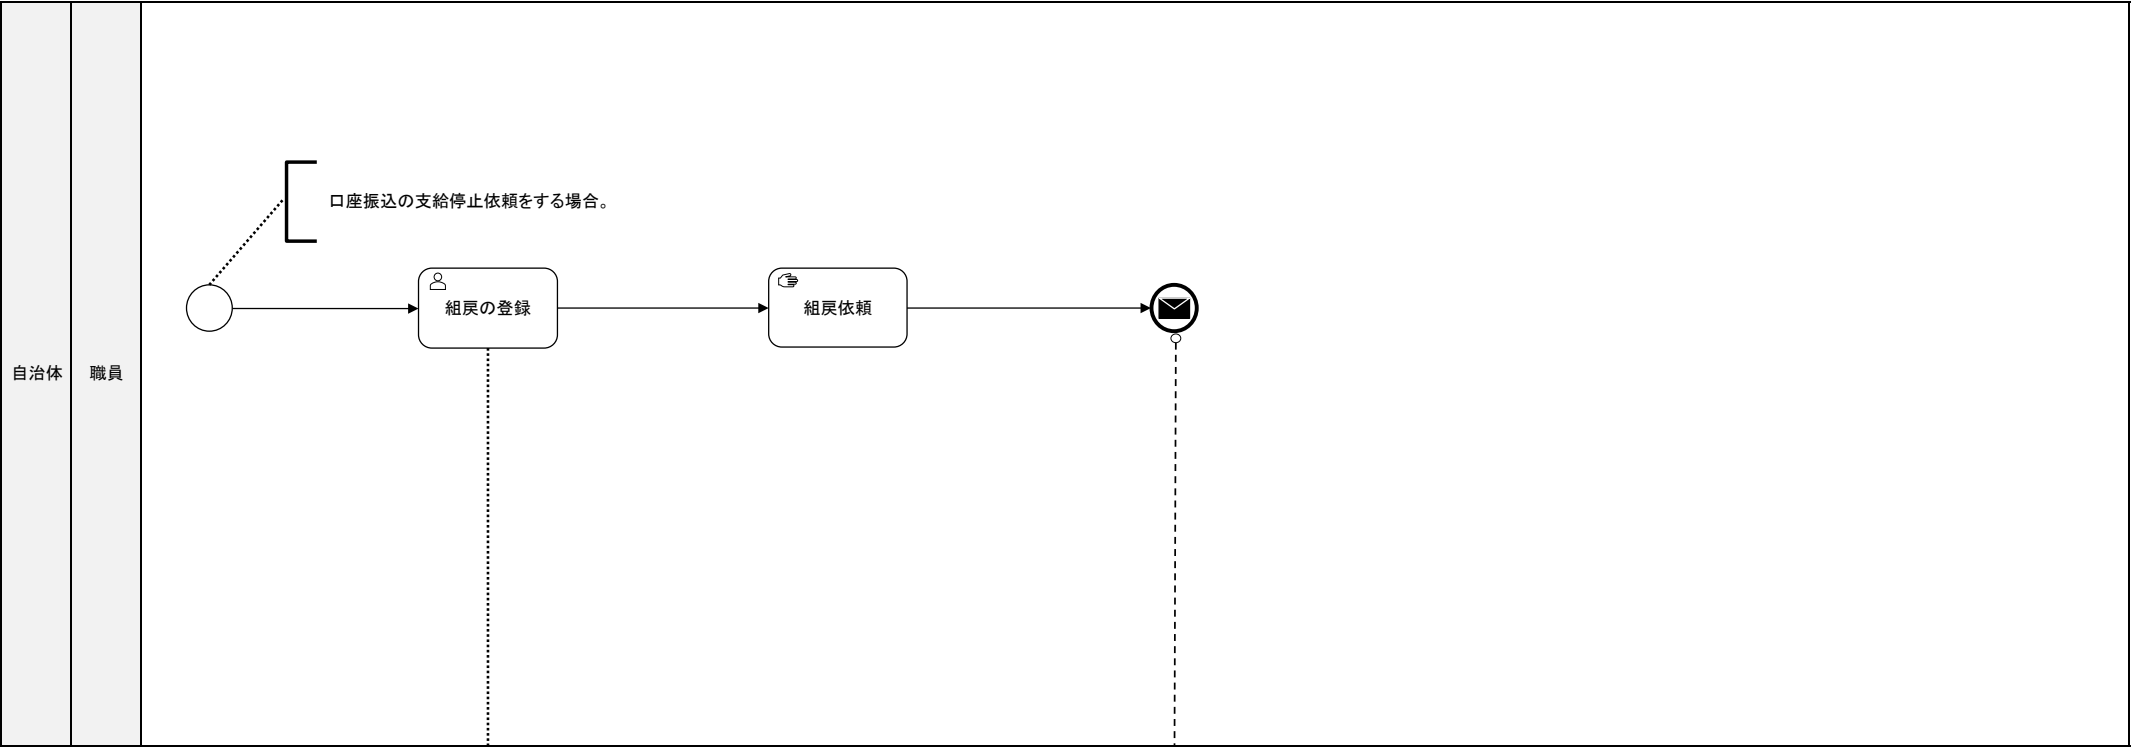 口座振込の支給停止依頼をする場合。
組戻の登録
組戻依頼
自治体
職員